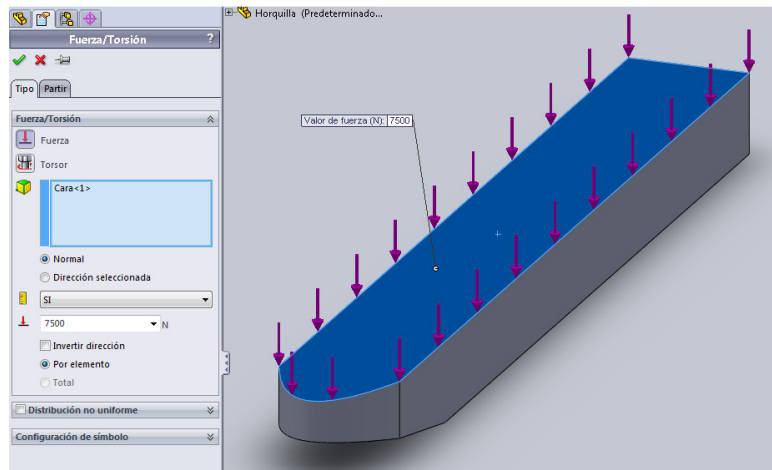 Fuerza/Torsión ?
Tipo Partir
Fuerza/Torsión
Fuerza
Torsor
Cara<1>
Normal
Dirección seleccionada
SI
7500 N
Invertir dirección
Por elemento
Total
Distribución no uniforme
Configuración de símbolo
Horquilla (Predeterminado...
Valor de fuerza (N): 7500